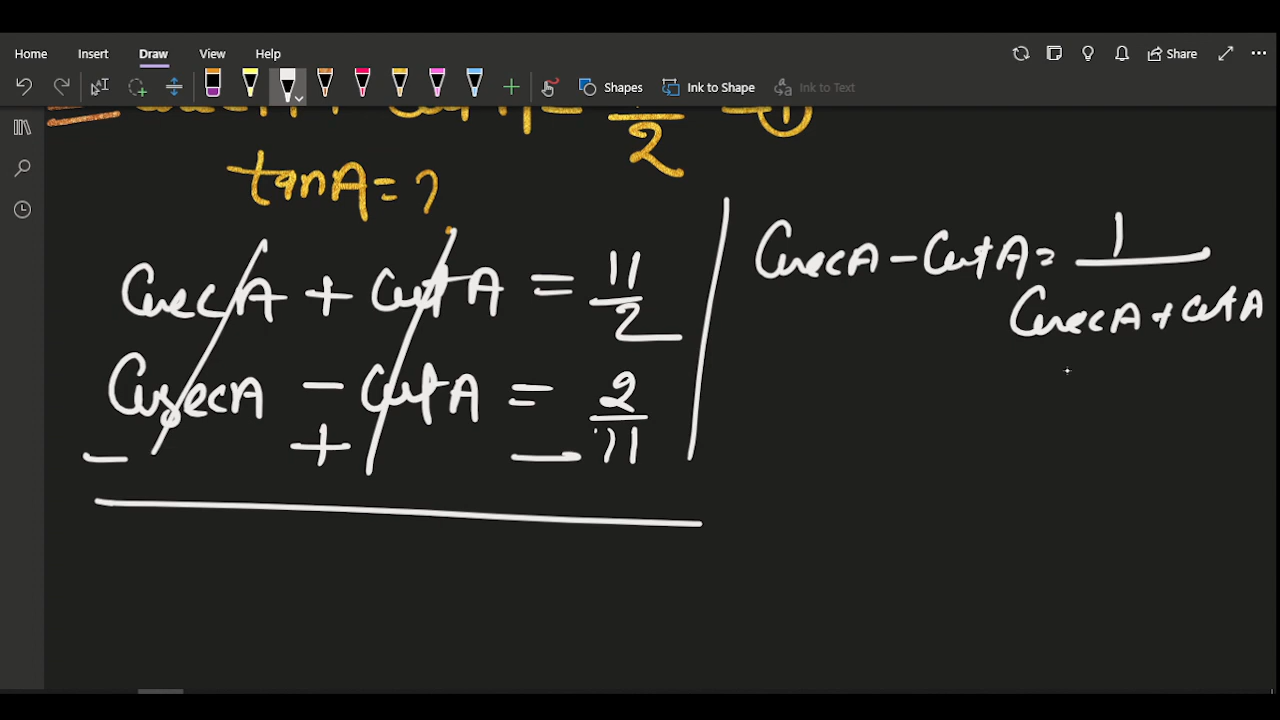 Home Insert Draw View Help
Share
Shapes Ink to Shape Ink to Text
2
tanA = ?
CosecA + cotA = 11/2
CosecA - cotA = 2/11
- + -
CosecA - CotA = 1/(CosecA + cotA)